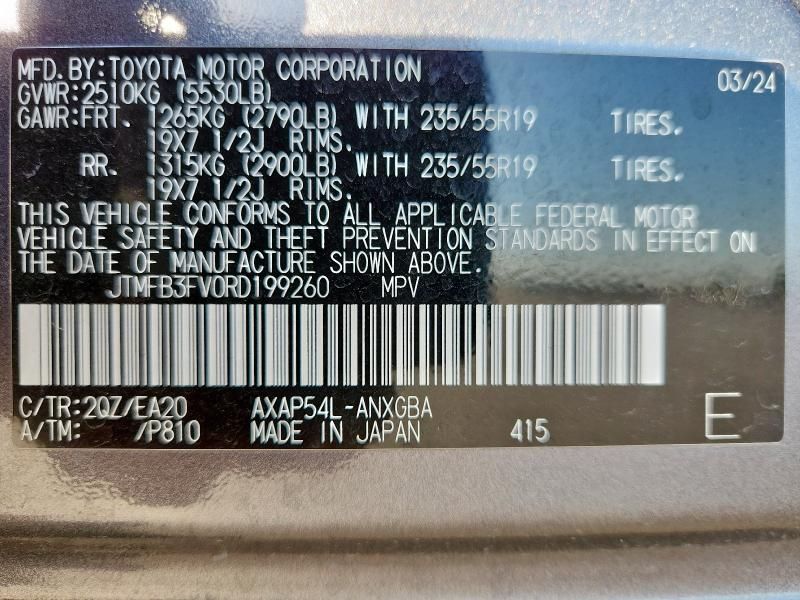 MFD.BY:TOYOTA MOTOR CORPORATION 03/24
GVWR:2510KG (5530LB)
GAWR:FRT. 1265KG (2790LB) WITH 235/55R19 TIRES.
19X7 1/2J RIMS.
RR. 1315KG (2900LB) WITH 235/55R19 TIRES.
19X7 1/2J RIMS.
THIS VEHICLE CONFORMS TO ALL APPLICABLE FEDERAL MOTOR
VEHICLE SAFETY AND THEFT PREVENTION STANDARDS IN EFFECT ON
THE DATE OF MANUFACTURE SHOWN ABOVE.
JTMFB3FV0RD199260 MPV
C/TR:2QZ/EA20 AXAP54L-ANXGBA
A/TM: /P810 MADE IN JAPAN 415 E